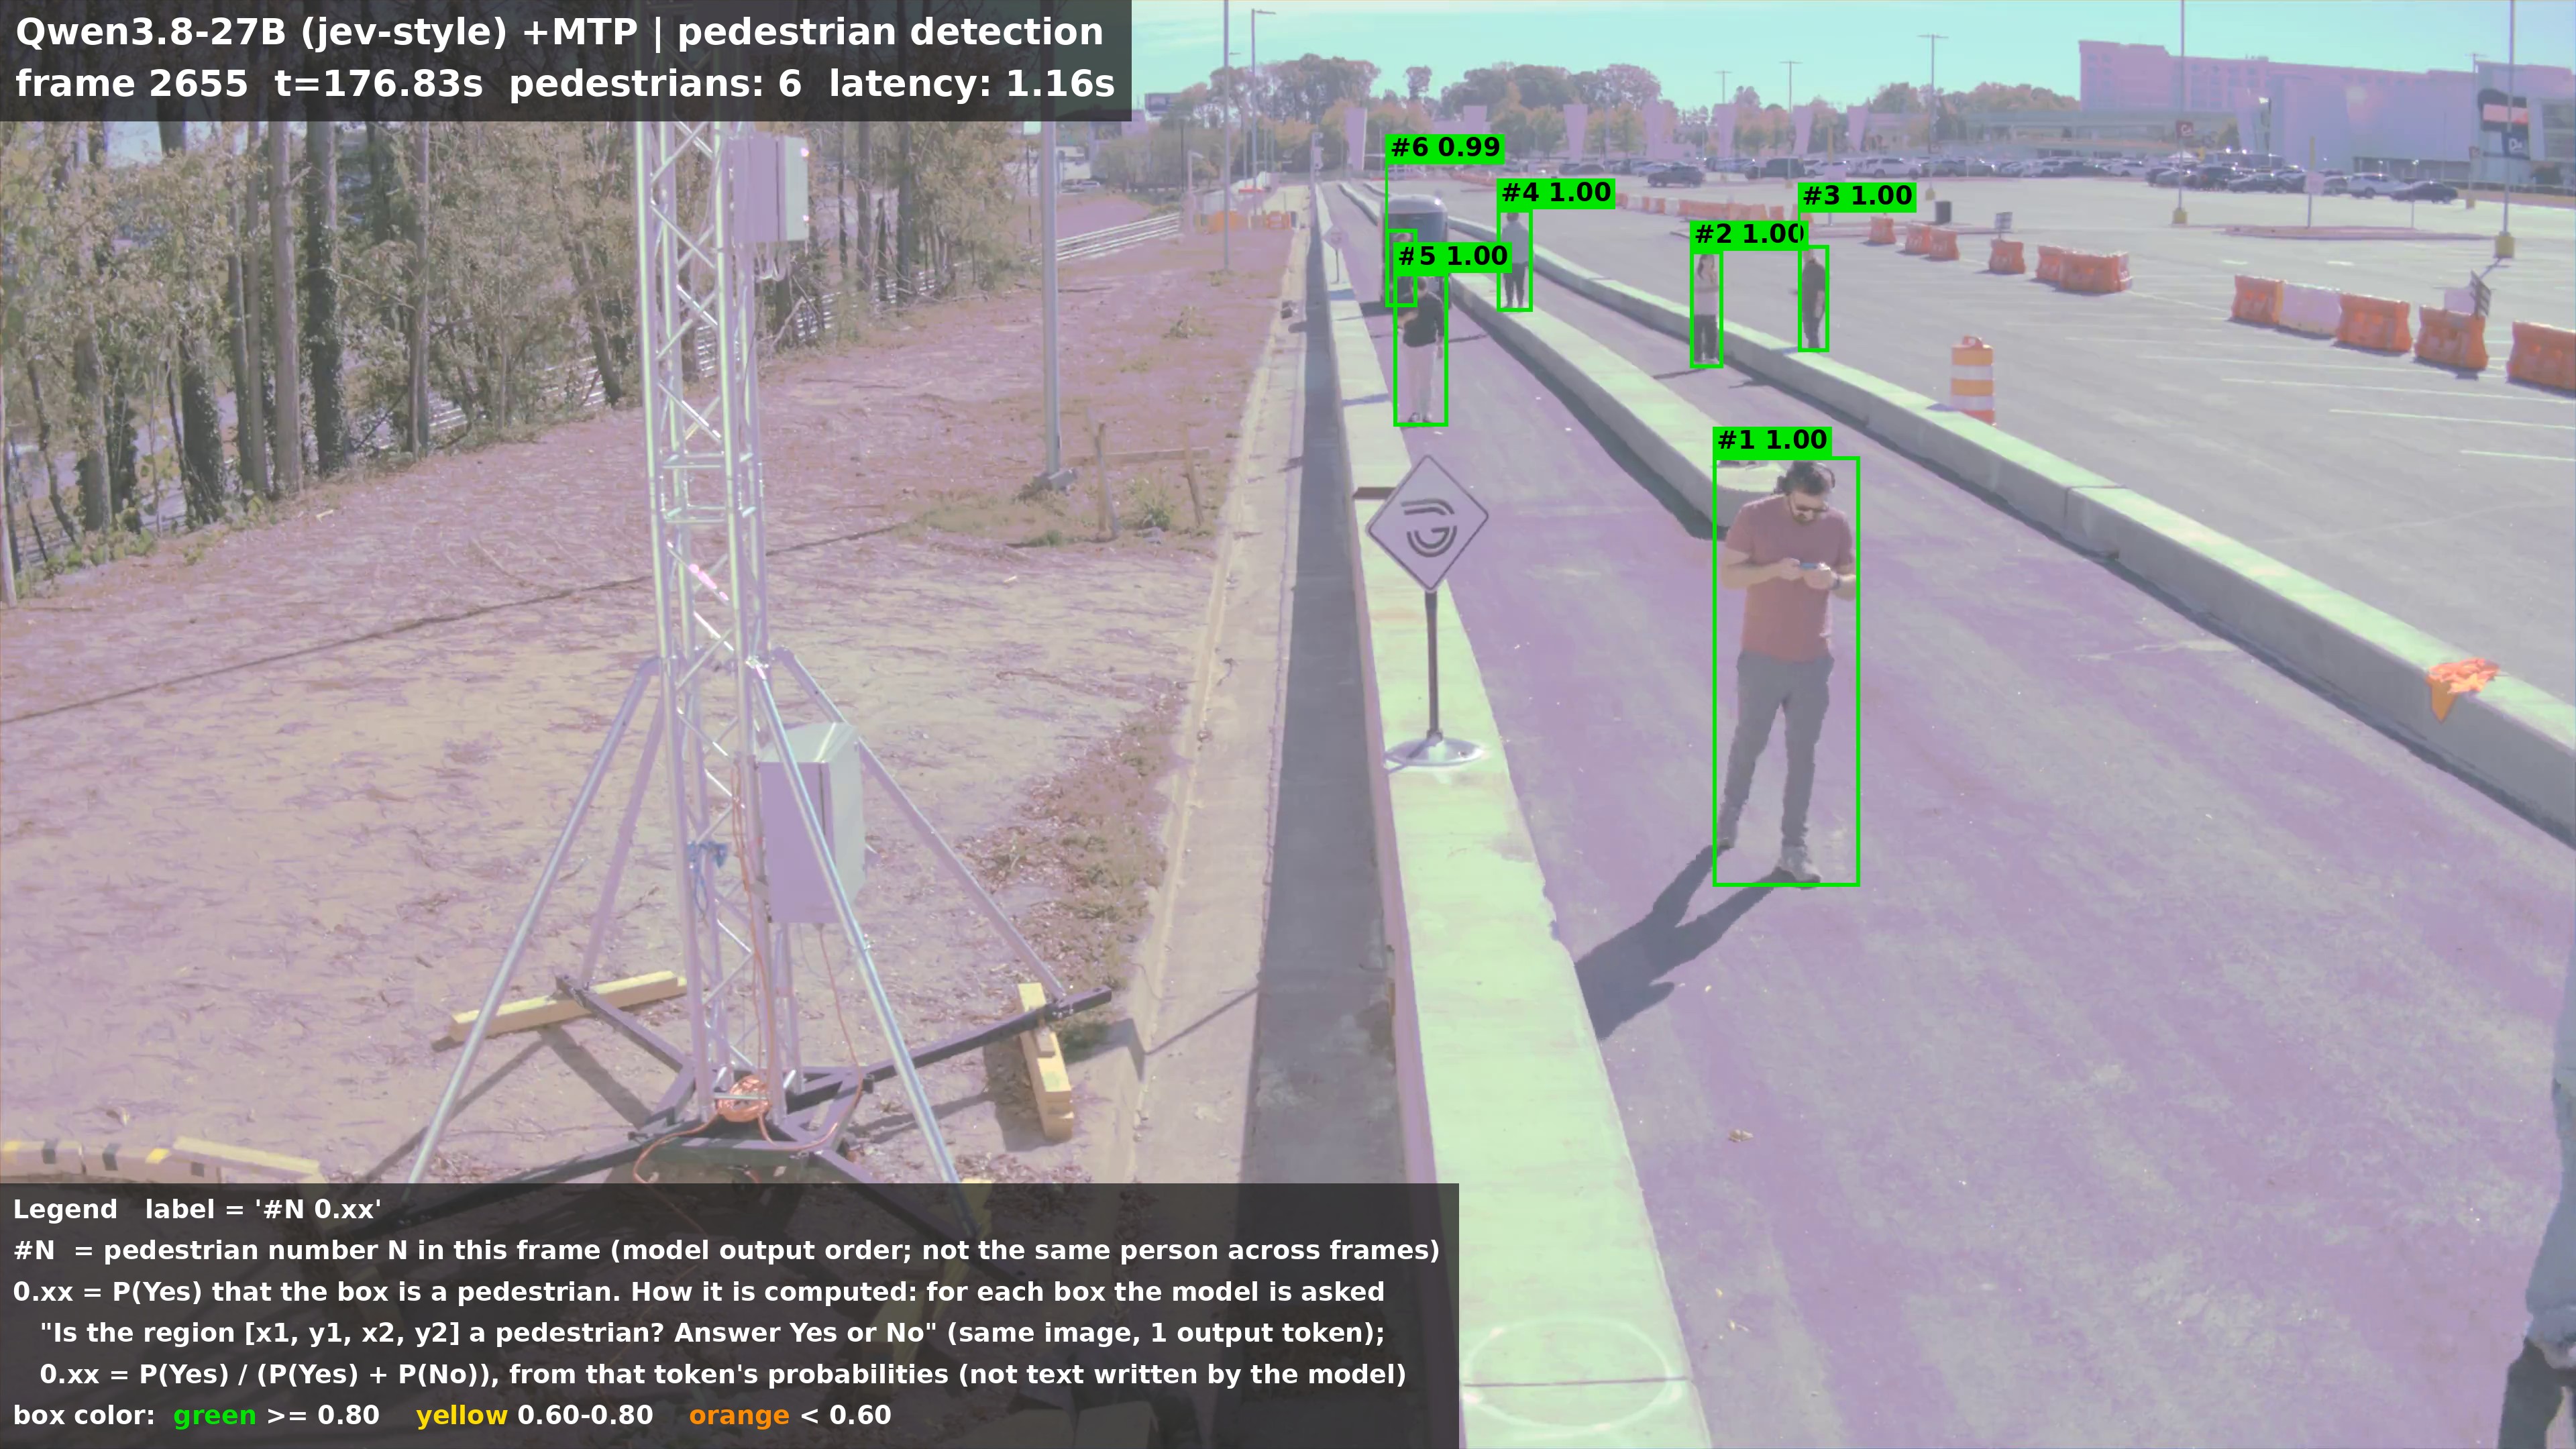 Qwen3.8-27B (jev-style) +MTP | pedestrian detection
frame 2655  t=176.83s  pedestrians: 6  latency: 1.16s
#6 0.99
#4 1.00
#3 1.00
#2 1.00
#5 1.00
#1 1.00
Legend   label = '#N 0.xx'
#N  = pedestrian number N in this frame (model output order; not the same person across frames)
0.xx = P(Yes) that the box is a pedestrian. How it is computed: for each box the model is asked
"Is the region [x1, y1, x2, y2] a pedestrian? Answer Yes or No" (same image, 1 output token);
0.xx = P(Yes) / (P(Yes) + P(No)), from that token's probabilities (not text written by the model)
box color:  green >= 0.80    yellow 0.60-0.80    orange < 0.60